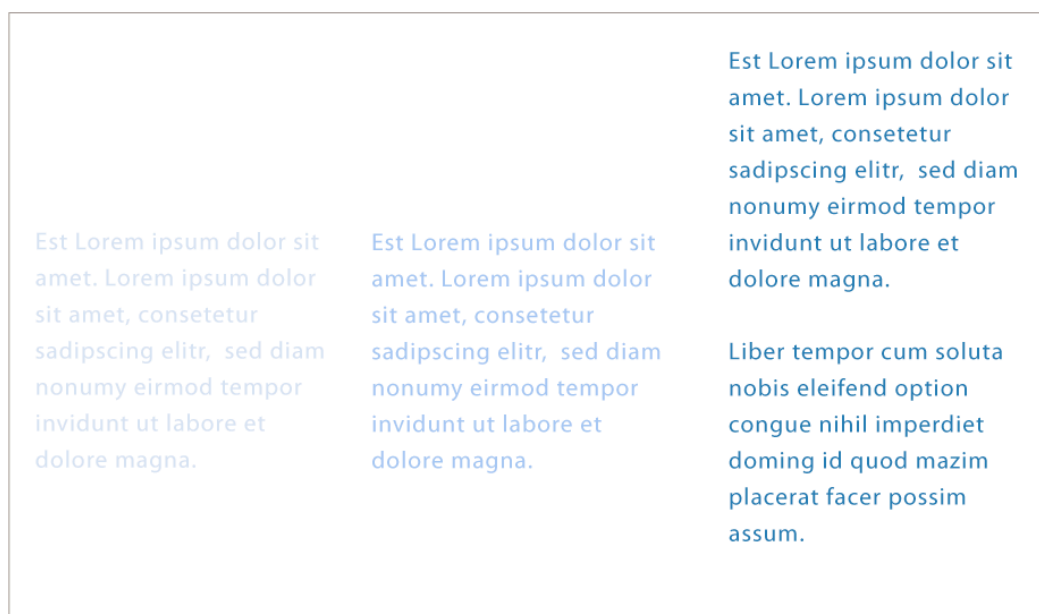 Est Lorem ipsum dolor sit
amet. Lorem ipsum dolor
sit amet, consetetur
sadipscing elitr,  sed diam
nonumy eirmod tempor
invidunt ut labore et
dolore magna.
Est Lorem ipsum dolor sit
amet. Lorem ipsum dolor
sit amet, consetetur
sadipscing elitr,  sed diam
nonumy eirmod tempor
invidunt ut labore et
dolore magna.
Est Lorem ipsum dolor sit
amet. Lorem ipsum dolor
sit amet, consetetur
sadipscing elitr,  sed diam
nonumy eirmod tempor
invidunt ut labore et
dolore magna.
Liber tempor cum soluta
nobis eleifend option
congue nihil imperdiet
doming id quod mazim
placerat facer possim
assum.